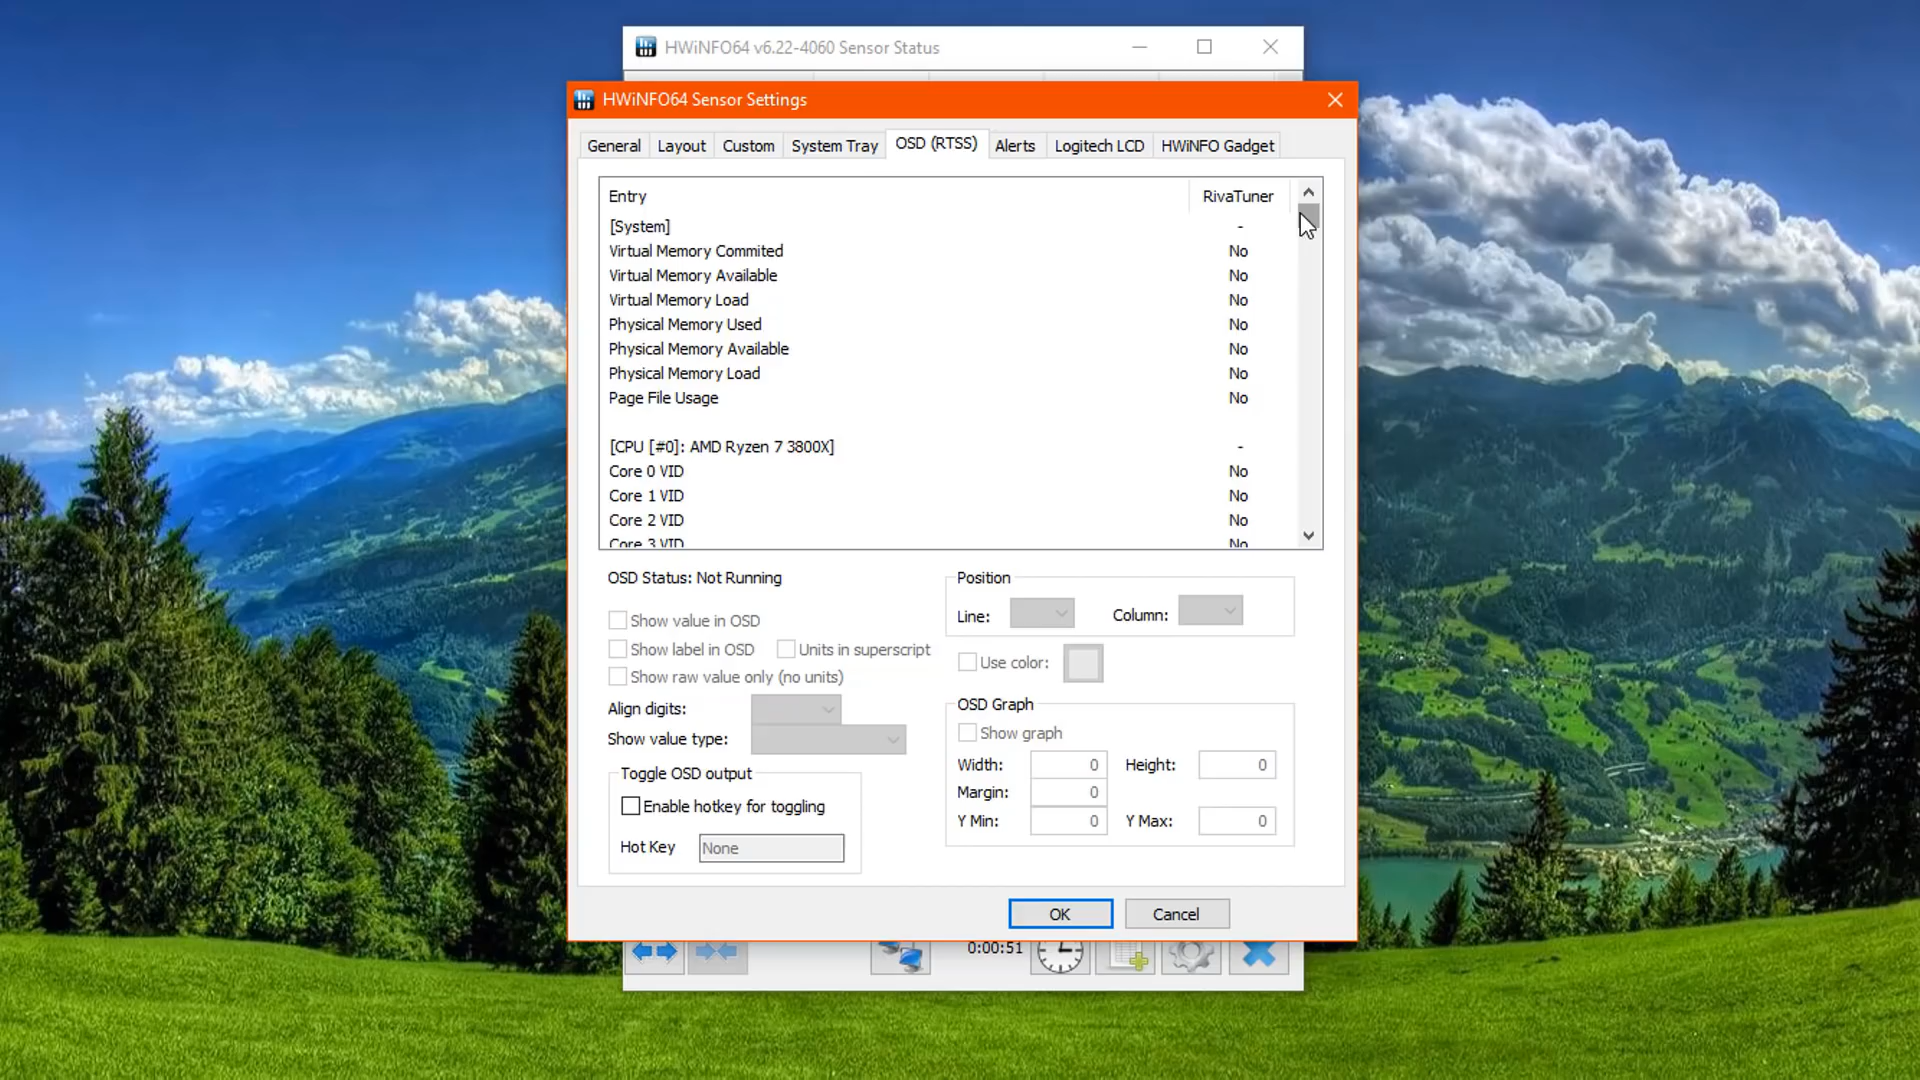 HWiNFO64 v6.22-4060 Sensor Status
HWiNFO64 Sensor Settings
General Layout Custom System Tray OSD (RTSS) Alerts Logitech LCD HWiNFO Gadget
Entry RivaTuner
[System] -
Virtual Memory Commited No
Virtual Memory Available No
Virtual Memory Load No
Physical Memory Used No
Physical Memory Available No
Physical Memory Load No
Page File Usage No
[CPU [#0]: AMD Ryzen 7 3800X] -
Core 0 VID No
Core 1 VID No
Core 2 VID No
Core 3 VID No
OSD Status: Not Running
Position
Show value in OSD
Line: Column:
Show label in OSD Units in superscript
Use color:
Show raw value only (no units)
Align digits:
OSD Graph
Show graph
Show value type:
Width: 0 Height: 0
Toggle OSD output
Margin: 0
Enable hotkey for toggling
Y Min: 0 Y Max: 0
Hot Key None
OK Cancel
0:00:51